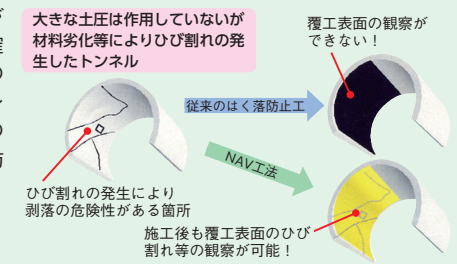 大きな土圧は作用していないが
材料劣化等によりひび割れの発
生したトンネル
覆工表面の観察が
できない！
従来のはく落防止工
NAV工法
ひび割れの発生により
剥落の危険性がある箇所
施工後も覆工表面のひび
割れ等の観察が可能！